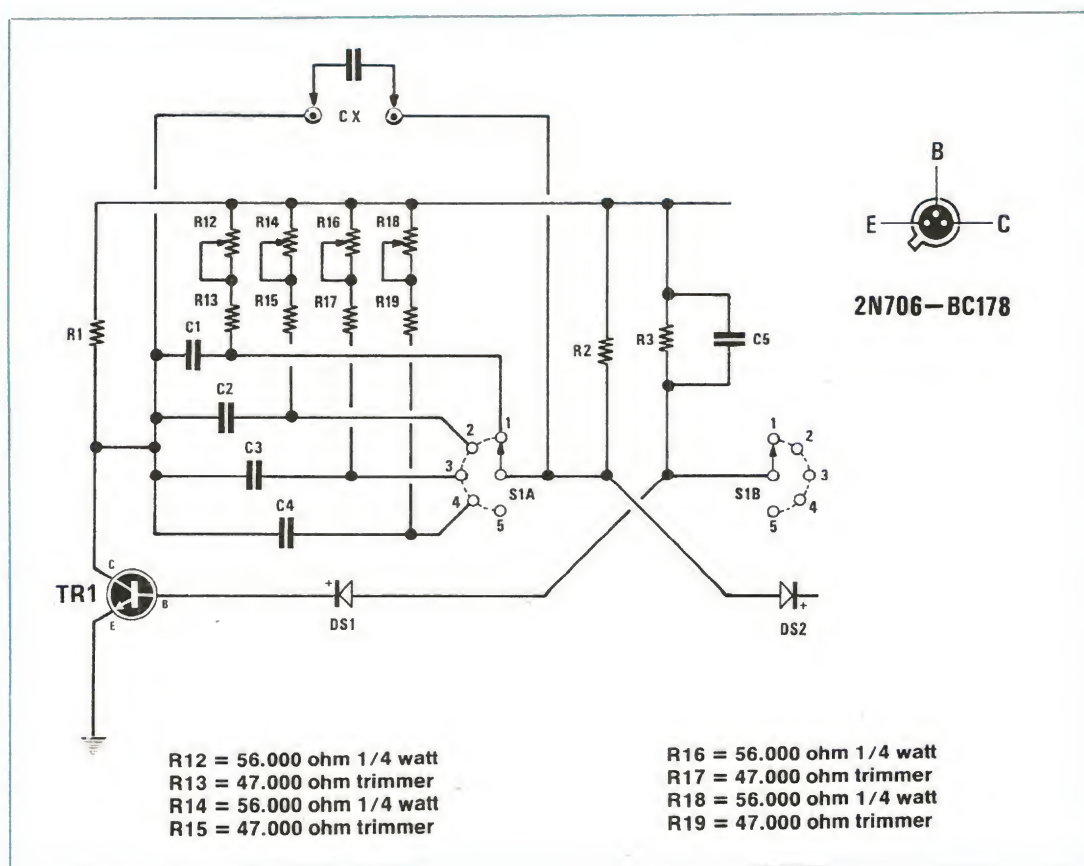 CX
B
E
C
2N706-BC178
R12
R14
R16
R18
R13
R15
R17
R19
R1
C1
C2
C3
C4
1
2
3
4
5
S1A
R2
R3
C5
1
2
3
4
5
S1B
TR1
C
B
E
+
DS1
DS2
+
R12 = 56.000 ohm 1/4 watt
R13 = 47.000 ohm trimmer
R14 = 56.000 ohm 1/4 watt
R15 = 47.000 ohm trimmer
R16 = 56.000 ohm 1/4 watt
R17 = 47.000 ohm trimmer
R18 = 56.000 ohm 1/4 watt
R19 = 47.000 ohm trimmer